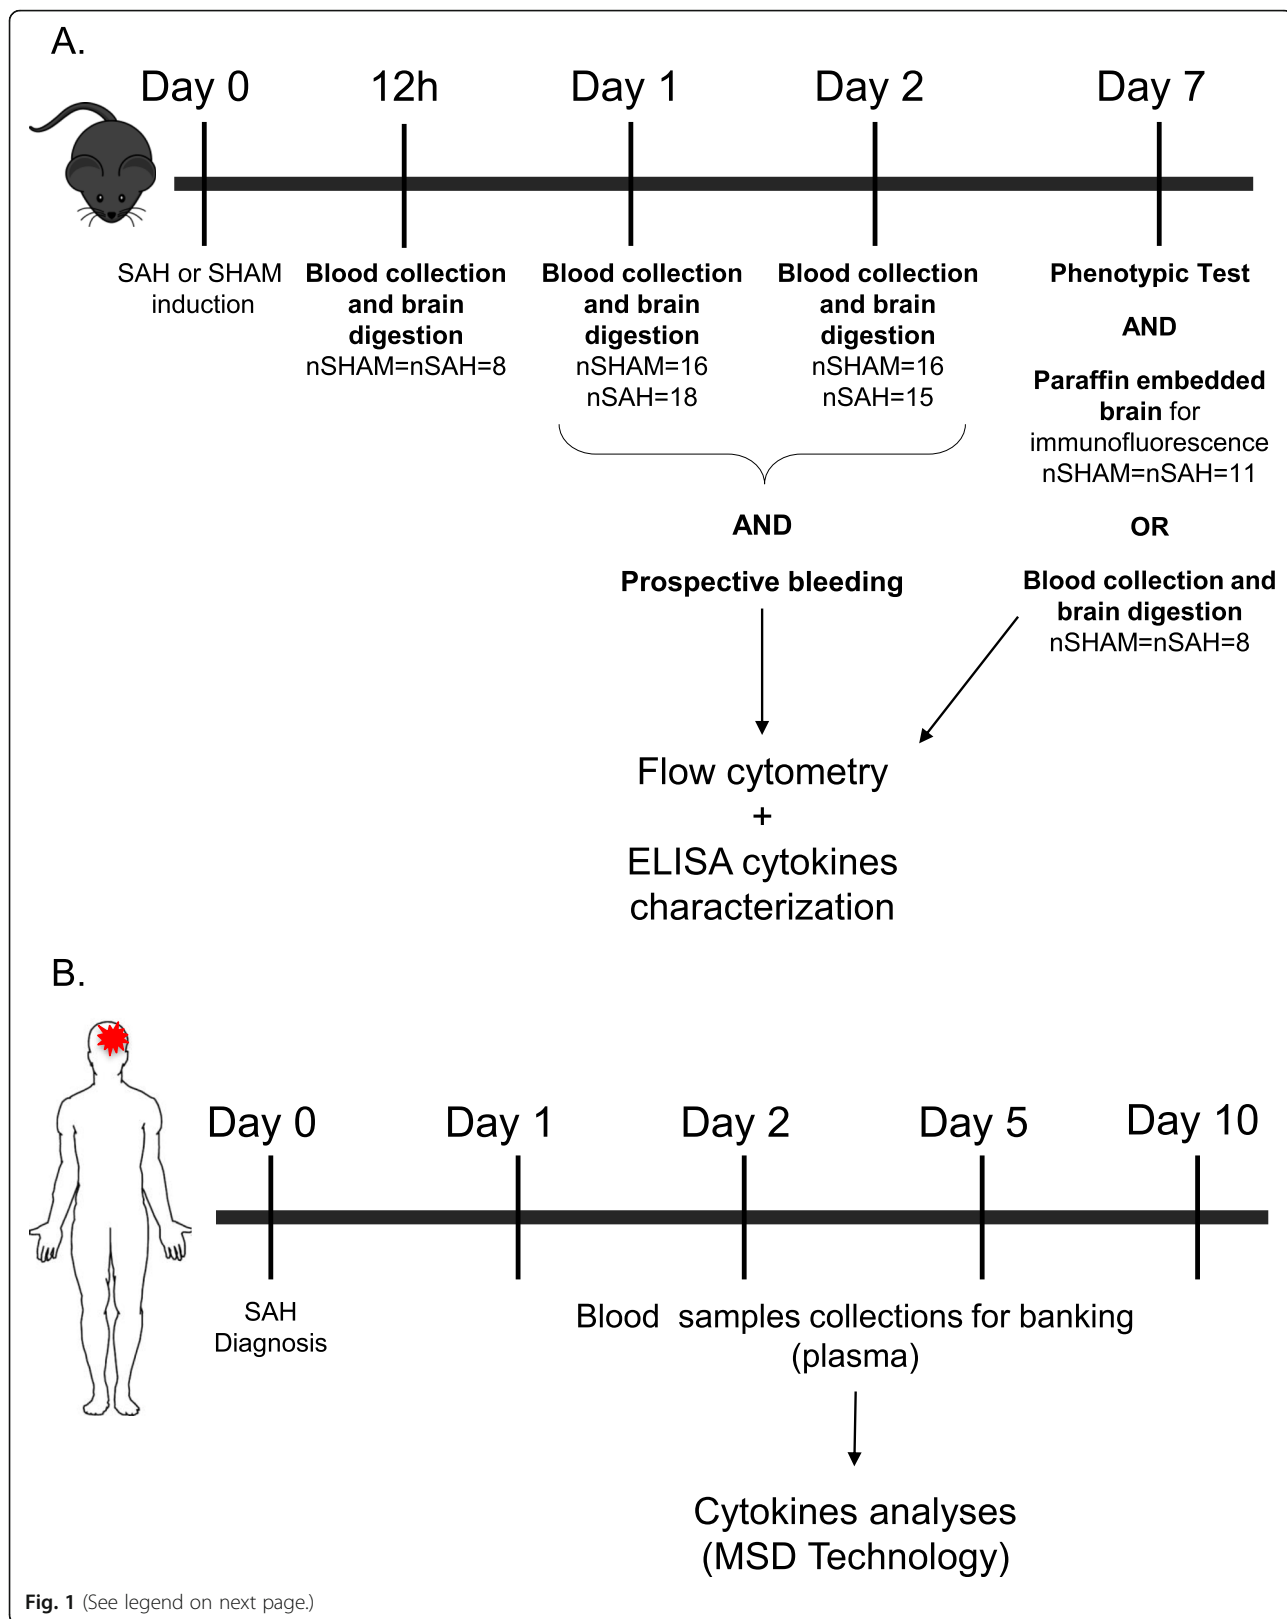 A.
Day 0
12h
Day 1
Day 2
Day 7
SAH or SHAM
induction
Blood collection
and brain
digestion
nSHAM=nSAH=8
Blood collection
and brain
digestion
nSHAM=16
nSAH=18
Blood collection
and brain
digestion
nSHAM=16
nSAH=15
Phenotypic Test
AND
Paraffin embedded
brain for
immunofluorescence
nSHAM=nSAH=11
OR
Blood collection and
brain digestion
nSHAM=nSAH=8
AND
Prospective bleeding
Flow cytometry
+
ELISA cytokines
characterization
B.
Day 0
Day 1
Day 2
Day 5
Day 10
SAH
Diagnosis
Blood samples collections for banking
(plasma)
Cytokines analyses
(MSD Technology)
Fig. 1 (See legend on next page.)